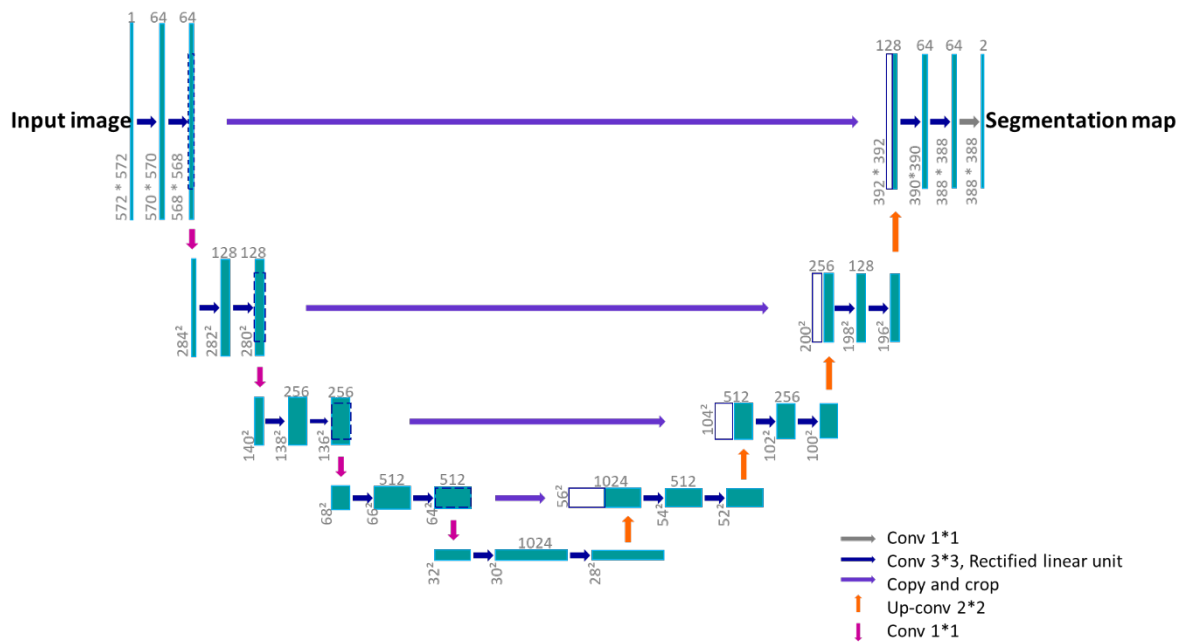 1 64 64
128 64 64 2
Input image
Segmentation map
572 * 572
570 * 570
568 * 568
392 * 392
390*390
388 * 388
388 * 388
128 128
256 128
284²
282²
280²
200²
198²
196²
256 256
512 256
140²
138²
136²
104²
102²
100²
512 512
1024 512
68²
66²
64²
56²
54²
52²
1024
32²
30²
28²
Conv 1*1
Conv 3*3, Rectified linear unit
Copy and crop
Up-conv 2*2
Conv 1*1